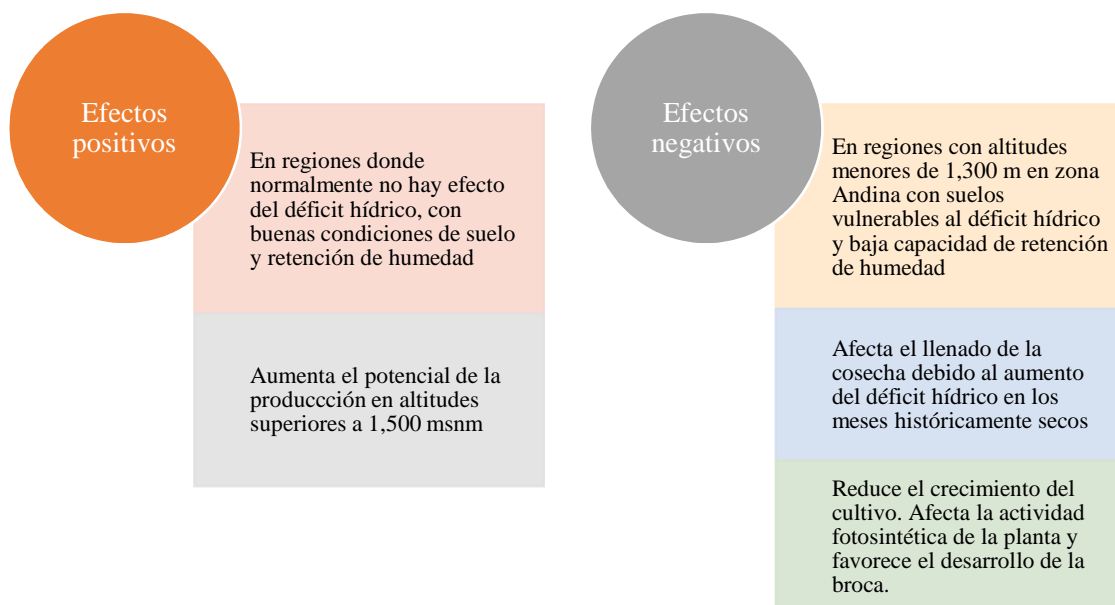 Efectos
positivos
En regiones donde
normalmente no hay efecto
del déficit hídrico, con
buenas condiciones de suelo
y retención de humedad
Aumenta el potencial de la
produccción en altitudes
superiores a 1,500 msnm
Efectos
negativos
En regiones con altitudes
menores de 1,300 m en zona
Andina con suelos
vulnerables al déficit hídrico
y baja capacidad de retención
de humedad
Afecta el llenado de la
cosecha debido al aumento
del déficit hídrico en los
meses históricamente secos
Reduce el crecimiento del
cultivo. Afecta la actividad
fotosintética de la planta y
favorece el desarrollo de la
broca.